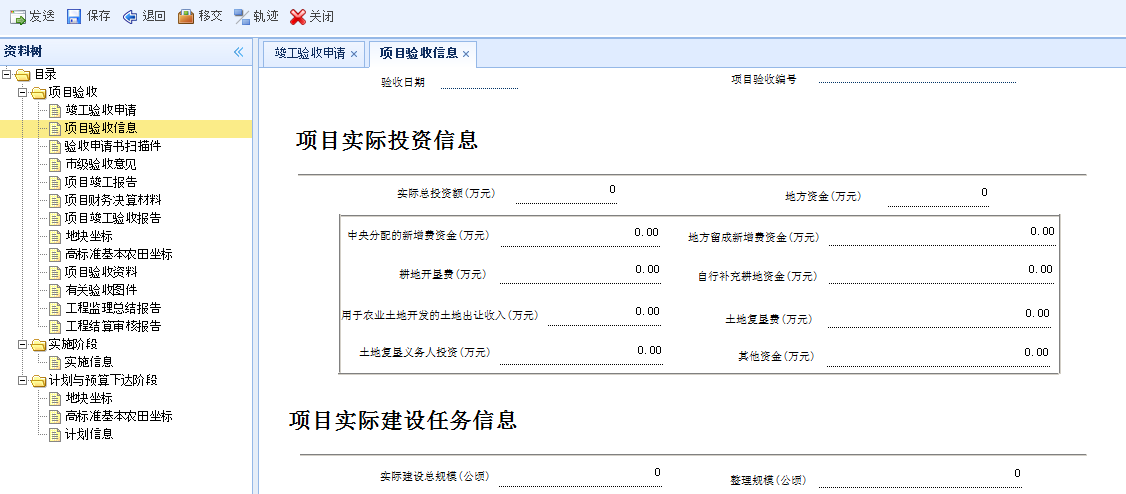 发送 保存 退回 移交 轨迹 关闭
资料树
目录
项目验收
竣工验收申请
项目验收信息
验收申请书扫描件
市级验收意见
项目竣工报告
项目财务决算材料
项目竣工验收报告
地块坐标
高标准基本农田坐标
项目验收资料
有关验收图件
工程监理总结报告
工程结算审核报告
实施阶段
实施信息
计划与预算下达阶段
地块坐标
高标准基本农田坐标
计划信息
竣工验收申请 项目验收信息
验收日期 项目验收编号
项目实际投资信息
实际总投资额(万元) 0 地方资金(万元) 0
中央分配的新增费资金(万元) 0.00 地方留成新增费资金(万元) 0.00
耕地开垦费(万元) 0.00 自行补充耕地资金(万元) 0.00
用于农业土地开发的土地出让收入(万元) 0.00 土地复垦费(万元) 0.00
土地复垦义务人投资(万元) 0.00 其他资金(万元) 0.00
项目实际建设任务信息
实际建设总规模(公顷) 0 整理规模(公顷) 0